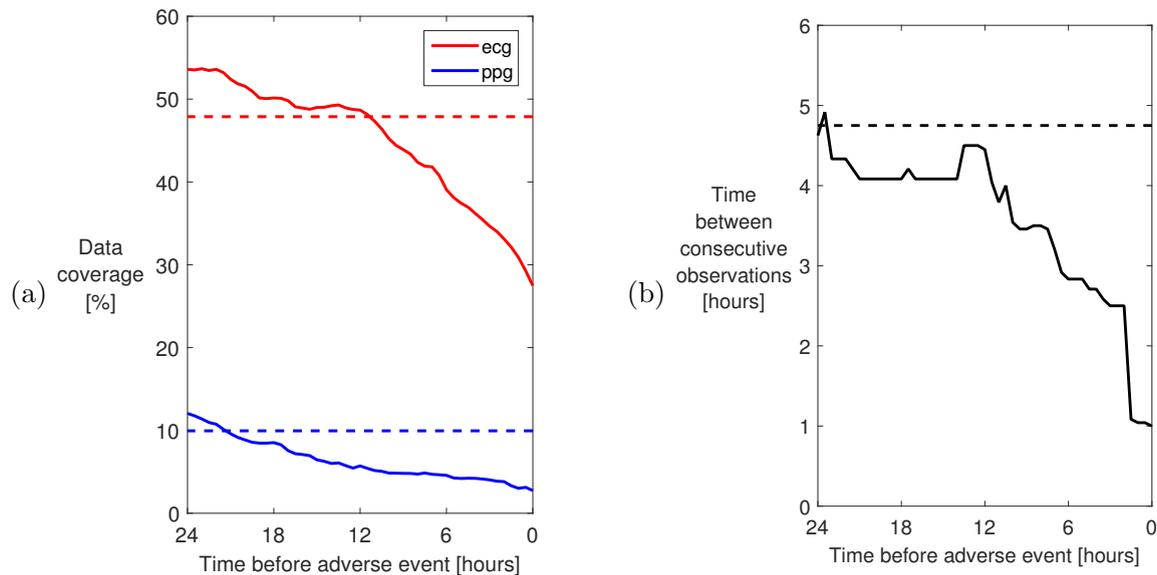 (a)
Data
coverage
[%]
60
50
40
30
20
10
0
ecg
ppg
24 18 12 6 0
Time before adverse event [hours]
(b)
Time
between
consecutive
observations
[hours]
6
5
4
3
2
1
0
24 18 12 6 0
Time before adverse event [hours]